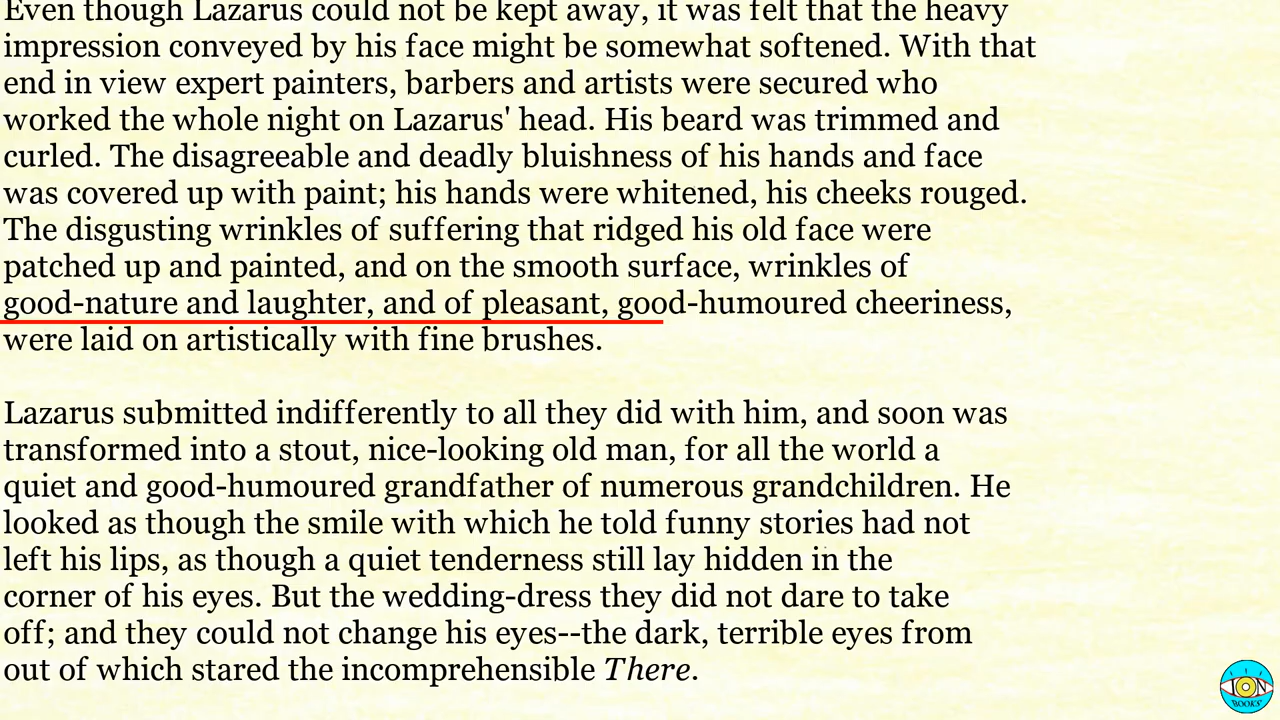 Even though Lazarus could not be kept away, it was felt that the heavy
impression conveyed by his face might be somewhat softened. With that
end in view expert painters, barbers and artists were secured who
worked the whole night on Lazarus' head. His beard was trimmed and
curled. The disagreeable and deadly bluishness of his hands and face
was covered up with paint; his hands were whitened, his cheeks rouged.
The disgusting wrinkles of suffering that ridged his old face were
patched up and painted, and on the smooth surface, wrinkles of
good-nature and laughter, and of pleasant, good-humoured cheeriness,
were laid on artistically with fine brushes.
Lazarus submitted indifferently to all they did with him, and soon was
transformed into a stout, nice-looking old man, for all the world a
quiet and good-humoured grandfather of numerous grandchildren. He
looked as though the smile with which he told funny stories had not
left his lips, as though a quiet tenderness still lay hidden in the
corner of his eyes. But the wedding-dress they did not dare to take
off; and they could not change his eyes--the dark, terrible eyes from
out of which stared the incomprehensible There.
ION
BOOKS